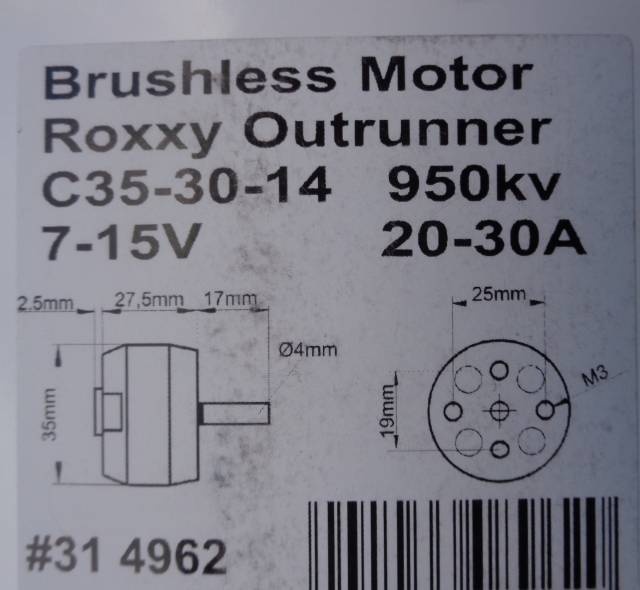 Brushless Motor
Roxxy Outrunner
C35-30-14 950kv
7-15V 20-30A
2.5mm 27,5mm 17mm 25mm
Ø4mm
M3
35mm 19mm
#31 4962